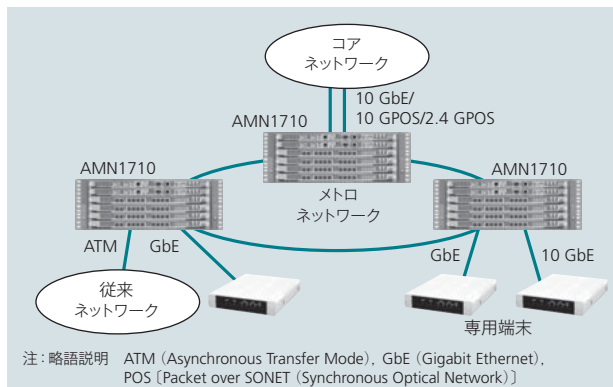 コア
ネットワーク
10 GbE/
10 GPOS/2.4 GPOS
AMN1710
AMN1710
AMN1710
メトロ
ネットワーク
ATM
GbE
GbE
10 GbE
従来
ネットワーク
専用端末
注：略語説明 ATM（Asynchronous Transfer Mode），GbE（Gigabit Ethernet），
POS〔Packet over SONET（Synchronous Optical Network）〕